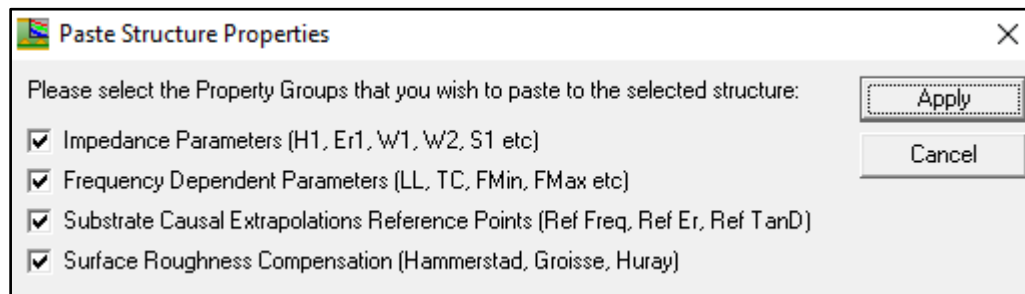 Paste Structure Properties
Please select the Property Groups that you wish to paste to the selected structure:
Apply
Impedance Parameters (H1, Er1, W1, W2, S1 etc)
Cancel
Frequency Dependent Parameters (LL, TC, FMin, FMax etc)
Substrate Causal Extrapolations Reference Points (Ref Freq, Ref Er, Ref TanD)
Surface Roughness Compensation (Hammerstad, Groisse, Huray)